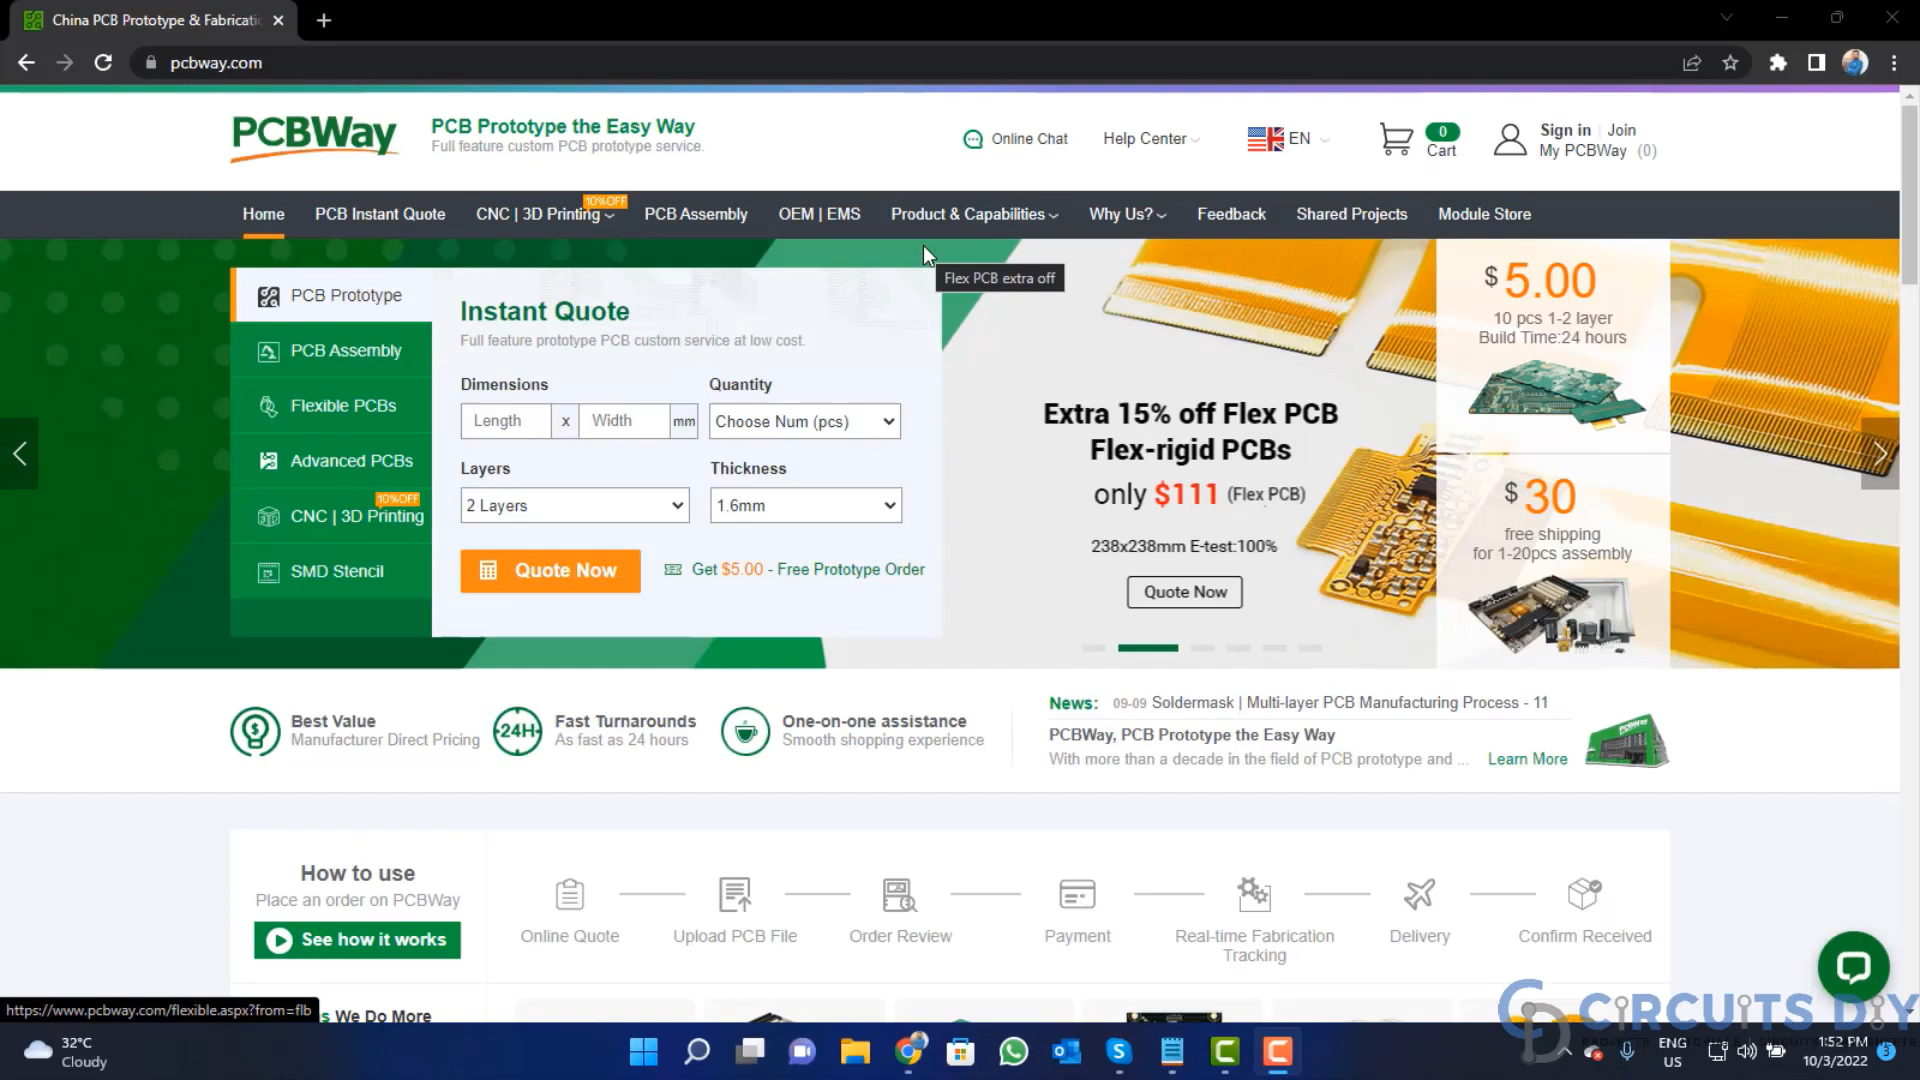 China PCB Prototype & Fabricatio
pcbway.com
PCBWay
PCB Prototype the Easy Way
Full feature custom PCB prototype service.
Online Chat
Help Center
EN
0
Cart
Sign in | Join
My PCBWay (0)
Home
PCB Instant Quote
CNC | 3D Printing
10%OFF
PCB Assembly
OEM | EMS
Product & Capabilities
Why Us?
Feedback
Shared Projects
Module Store
Flex PCB extra off
PCB Prototype
PCB Assembly
Flexible PCBs
Advanced PCBs
10%OFF
CNC | 3D Printing
SMD Stencil
Instant Quote
Full feature prototype PCB custom service at low cost.
Dimensions
Quantity
Length x Width mm
Choose Num (pcs)
Layers
Thickness
2 Layers
1.6mm
Quote Now
Get $5.00 - Free Prototype Order
Extra 15% off Flex PCB
Flex-rigid PCBs
only $111 (Flex PCB)
238x238mm E-test:100%
Quote Now
$ 5.00
10 pcs 1-2 layer
Build Time:24 hours
$ 30
free shipping
for 1-20pcs assembly
Best Value
Manufacturer Direct Pricing
24H
Fast Turnarounds
As fast as 24 hours
One-on-one assistance
Smooth shopping experience
News: 09-09 Soldermask | Multi-layer PCB Manufacturing Process - 11
PCBWay, PCB Prototype the Easy Way
With more than a decade in the field of PCB prototype and ... Learn More
How to use
Place an order on PCBWay
See how it works
Online Quote
Upload PCB File
Order Review
Payment
Real-time Fabrication
Tracking
Delivery
Confirm Received
https://www.pcbway.com/flexible.aspx?from=flb
s We Do More
CIRCUITS DIY
32°C
Cloudy
ENG
US
1:52 PM
10/3/2022
3